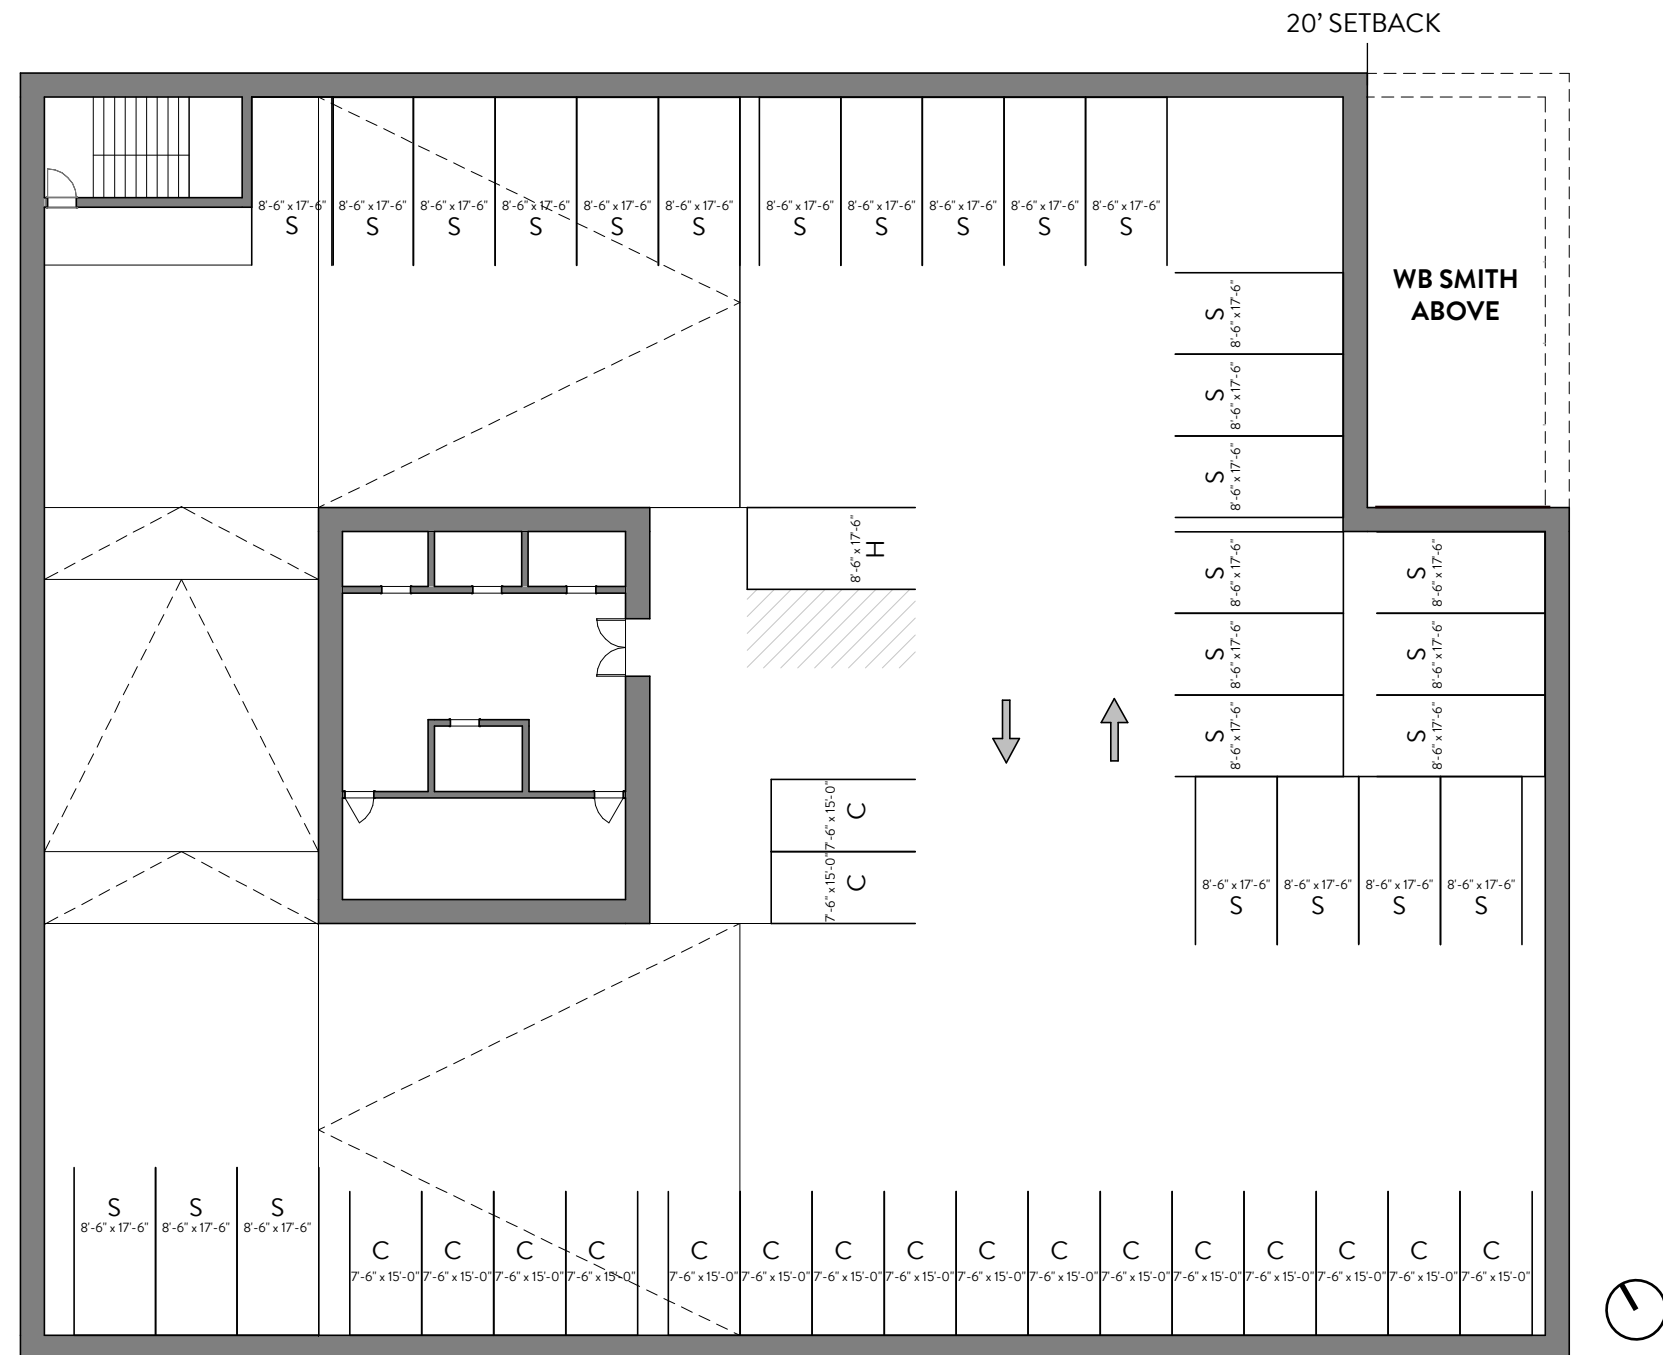 20’ SETBACK
8'-6" x 17'-6" 8'-6" x 17'-6" 8'-6" x 17'-6" 8'-6" x 17'-6" 8'-6" x 17'-6" 8'-6" x 17'-6" 8'-6" x 17'-6" 8'-6" x 17'-6" 8'-6" x 17'-6" 8'-6" x 17'-6" 8'-6" x 17'-6"
S S S S S S S S S S S
WB SMITH
ABOVE
S
8'-6" x 17'-6"
S
8'-6" x 17'-6"
S
8'-6" x 17'-6"
8'-6" x 17'-6"
H
S
8'-6" x 17'-6"
S
8'-6" x 17'-6"
S
8'-6" x 17'-6"
S
8'-6" x 17'-6"
S
8'-6" x 17'-6"
S
8'-6" x 17'-6"
7'-6" x 15'-0"
C
7'-6" x 15'-0"
C
8'-6" x 17'-6" 8'-6" x 17'-6" 8'-6" x 17'-6" 8'-6" x 17'-6"
S S S S
S S S
8'-6" x 17'-6" 8'-6" x 17'-6" 8'-6" x 17'-6"
C C C C C C C C C C C C C C C C
7'-6" x 15'-0" 7'-6" x 15'-0" 7'-6" x 15'-0" 7'-6" x 15'-0" 7'-6" x 15'-0" 7'-6" x 15'-0" 7'-6" x 15'-0" 7'-6" x 15'-0" 7'-6" x 15'-0" 7'-6" x 15'-0" 7'-6" x 15'-0" 7'-6" x 15'-0" 7'-6" x 15'-0" 7'-6" x 15'-0" 7'-6" x 15'-0" 7'-6" x 15'-0"